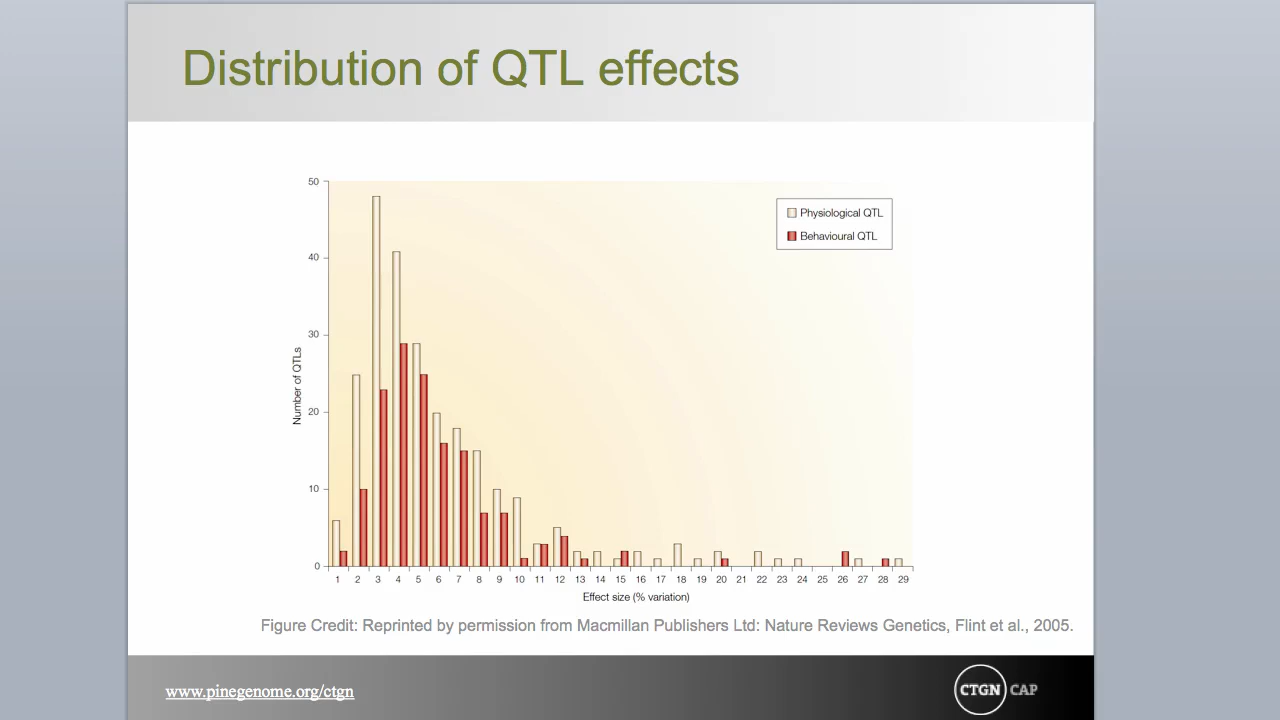 Distribution of QTL effects
50
40
30
20
10
0
Number of QTLs
Physiological QTL
Behavioural QTL
1 2 3 4 5 6 7 8 9 10 11 12 13 14 15 16 17 18 19 20 21 22 23 24 25 26 27 28 29
Effect size (% variation)
Figure Credit: Reprinted by permission from Macmillan Publishers Ltd: Nature Reviews Genetics, Flint et al., 2005.
www.pinegenome.org/ctgn
CTGN CAP